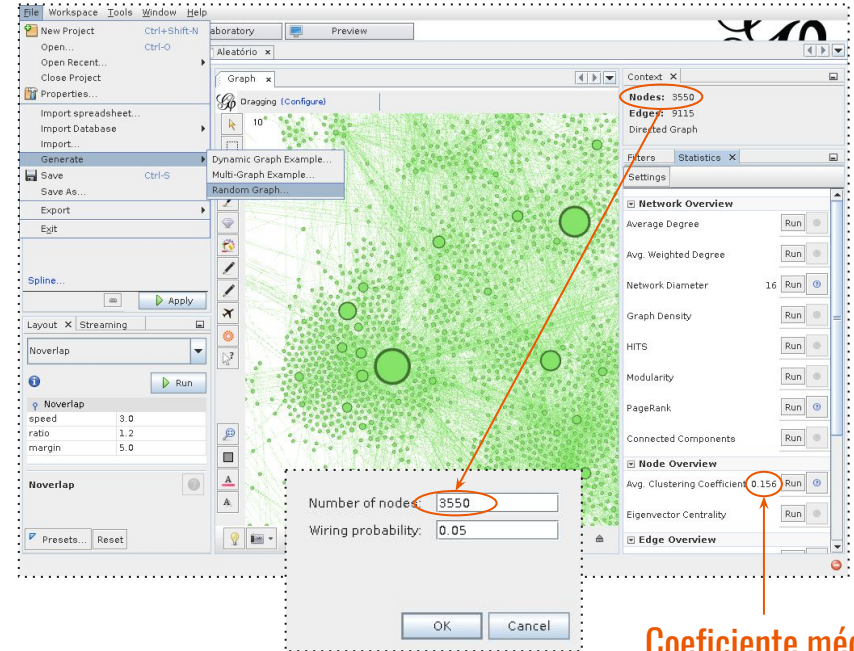 File Workspace Tools Window Help
New Project Ctrl+Shift-N
Open... Ctrl-O
Open Recent...
Close Project
Properties...
Import spreadsheet...
Import Database
Import...
Generate
Save Ctrl-S
Save As...
Export
Exit
Dynamic Graph Example...
Multi-Graph Example...
Random Graph...
aboratory Preview
Aleatório
Graph
Dragging (Configure)
10
Spline...
Apply
Layout Streaming
Noverlap
Run
Noverlap
speed 3.0
ratio 1.2
margin 5.0
Noverlap
Presets... Reset
A
A
Context
Nodes: 3550
Edges: 9115
Directed Graph
Filters Statistics
Settings
Network Overview
Average Degree Run
Avg. Weighted Degree Run
Network Diameter 16 Run
Graph Density Run
HITS Run
Modularity Run
PageRank Run
Connected Components Run
Node Overview
Avg. Clustering Coefficient 0.156 Run
Eigenvector Centrality Run
Edge Overview
Number of nodes: 3550
Wiring probability: 0.05
OK Cancel
Coeficiente méd